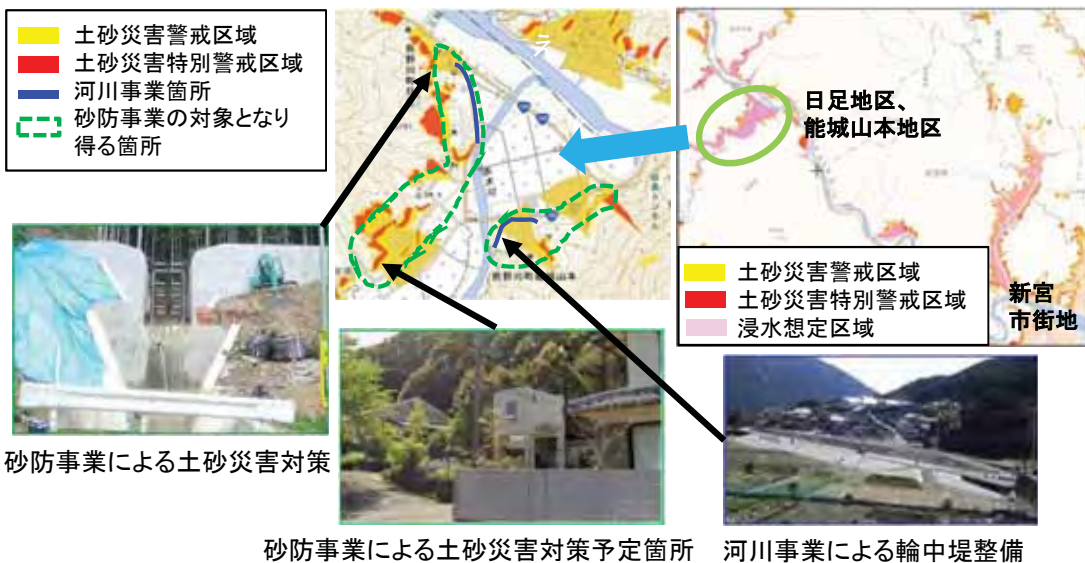 土砂災害警戒区域
土砂災害特別警戒区域
河川事業箇所
砂防事業の対象となり
得る箇所
え
日足地区、
能城山本地区
土砂災害警戒区域
土砂災害特別警戒区域
浸水想定区域
新宮
市街地
砂防事業による土砂災害対策
砂防事業による土砂災害対策予定箇所
河川事業による輪中堤整備